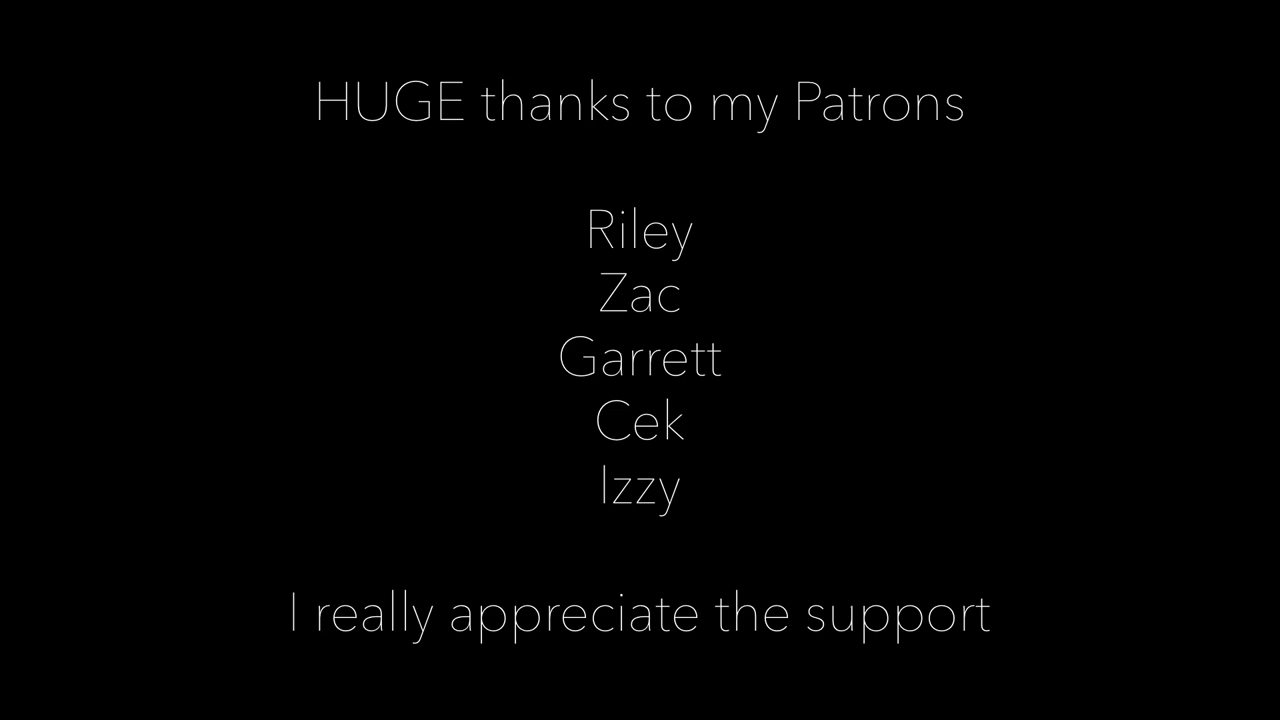 HUGE thanks to my Patrons
Riley
Zac
Garrett
Cek
Izzy
I really appreciate the support